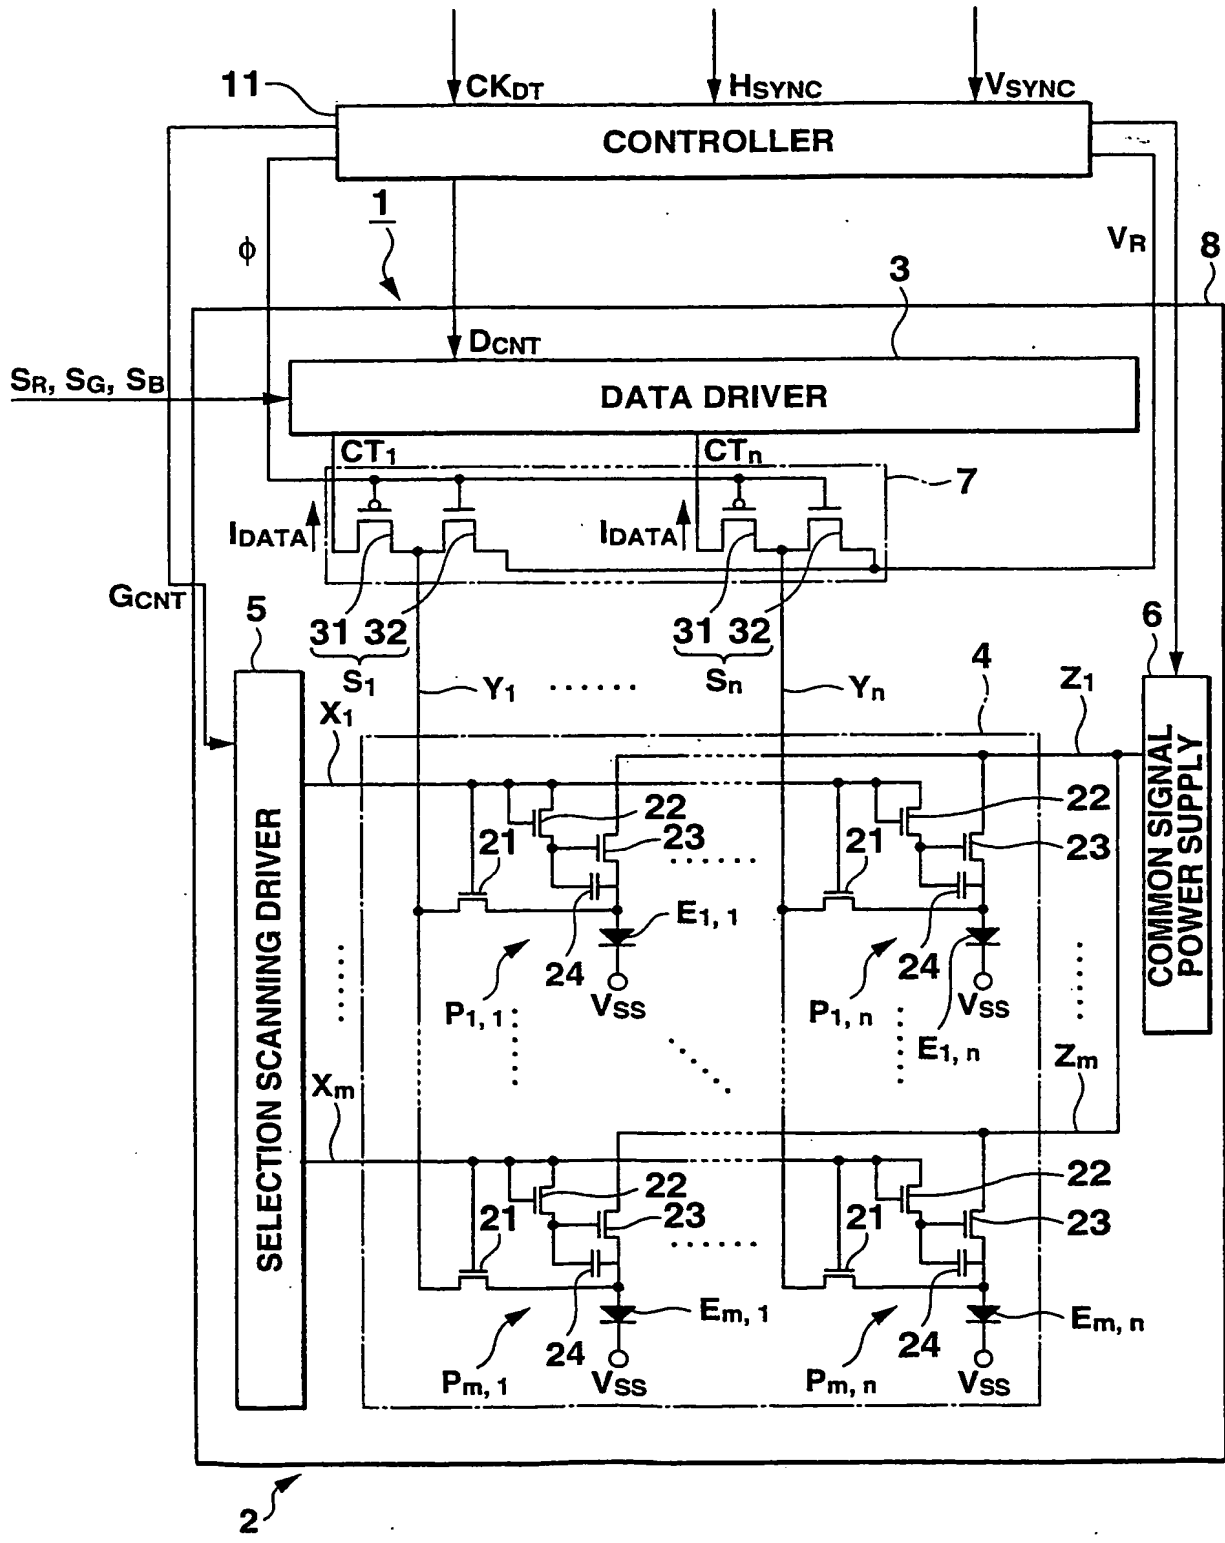 11
CKDT
HSYNC
VSYNC
CONTROLLER
1
φ
VR
8
3
DCNT
SR, SG, SB
DATA DRIVER
CT1
CTn
7
IDATA
IDATA
GCNT
5
31 32
31 32
6
S1
Sn
4
Y1
Yn
Z1
X1
22
22
21
23
21
23
SELECTION SCANNING DRIVER
COMMON SIGNAL
POWER SUPPLY
E1, 1
24
24
P1, 1
VSS
P1, n
VSS
E1, n
Xm
Zm
22
22
21
23
21
23
Em, 1
Em, n
24
24
Pm, 1
VSS
Pm, n
VSS
2